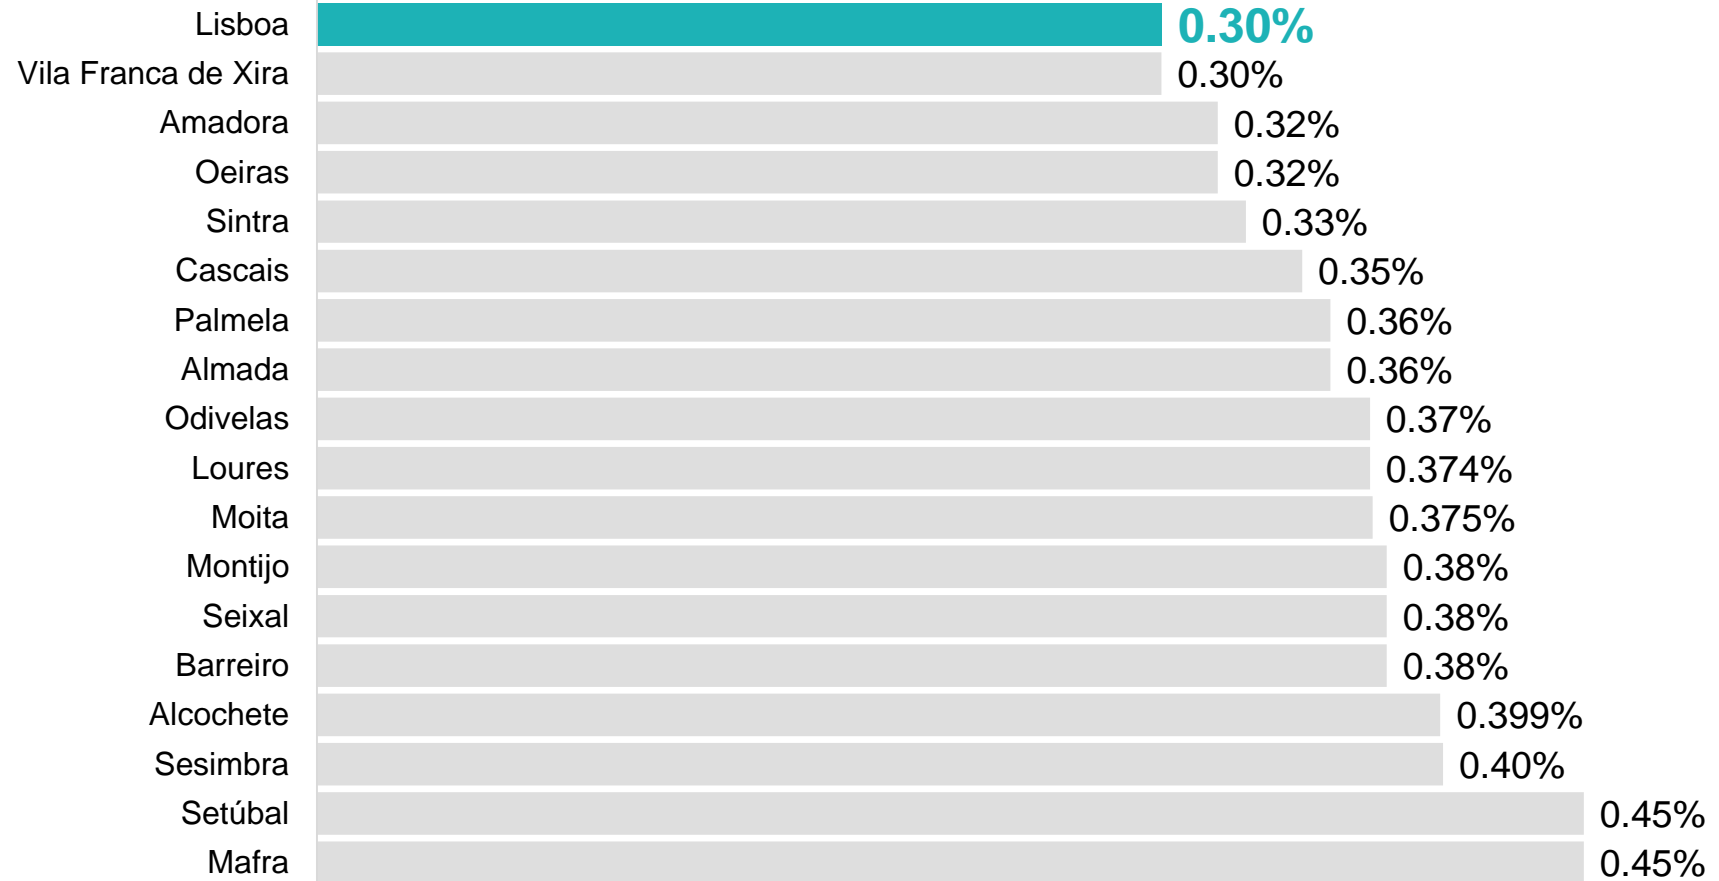 Lisboa 0.30%
Vila Franca de Xira 0.30%
Amadora 0.32%
Oeiras 0.32%
Sintra 0.33%
Cascais 0.35%
Palmela 0.36%
Almada 0.36%
Odivelas 0.37%
Loures 0.374%
Moita 0.375%
Montijo 0.38%
Seixal 0.38%
Barreiro 0.38%
Alcochete 0.399%
Sesimbra 0.40%
Setúbal 0.45%
Mafra 0.45%